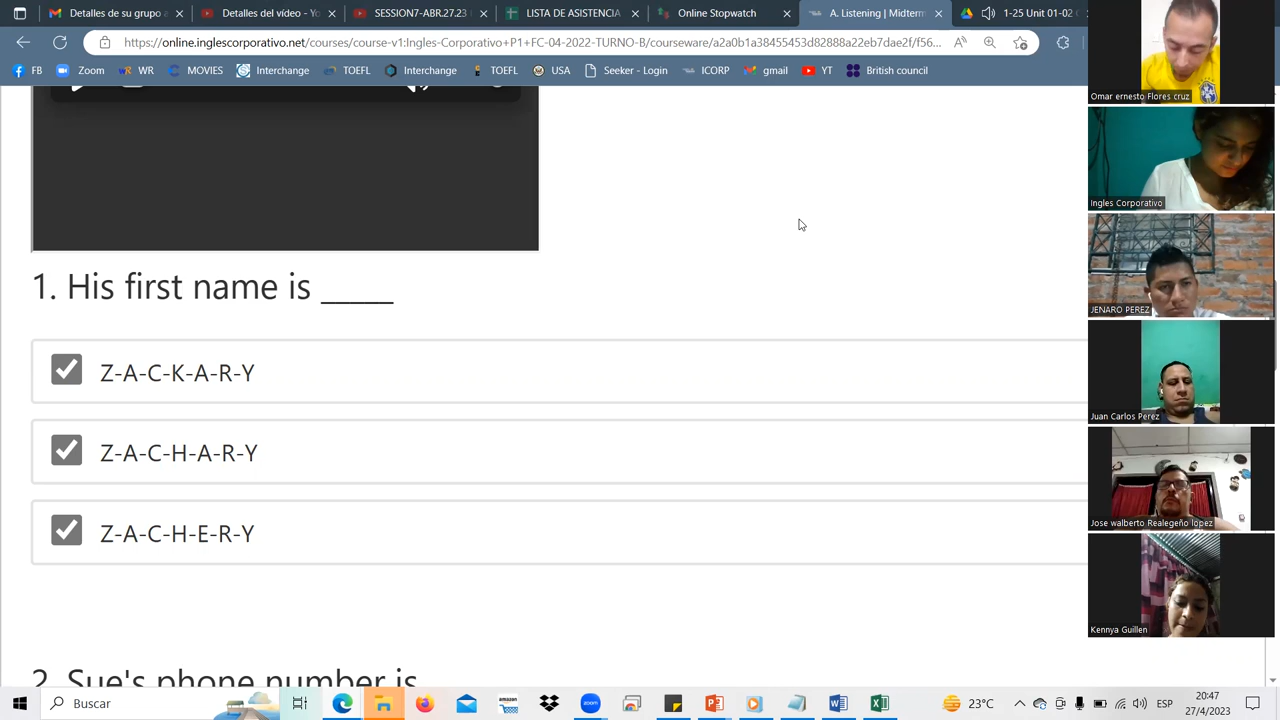 Detalles de su grupo a
Detalles del vídeo - Yo
SESSION7-ABR.27.23
LISTA DE ASISTENCIA
Online Stopwatch
A. Listening | Midterm
1-25 Unit 01-02
https://online.inglescorporativo.net/courses/course-v1:Ingles-Corporativo+P1+FC-04-2022-TURNO-B/courseware/a2a0b1a38455453d82888a22eb7dae2f/f56...
FB
Zoom
WR
MOVIES
Interchange
TOEFL
Interchange
TOEFL
USA
Seeker - Login
ICORP
gmail
YT
British council
Omar ernesto Flores cruz
Ingles Corporativo
JENARO PEREZ
Juan Carlos Perez
Jose walberto Realegeño lopez
Kennya Guillen
1. His first name is _____
Z-A-C-K-A-R-Y
Z-A-C-H-A-R-Y
Z-A-C-H-E-R-Y
2. Sue's phone number is
Buscar
amazon
zoom
23°C
ESP
20:47
27/4/2023